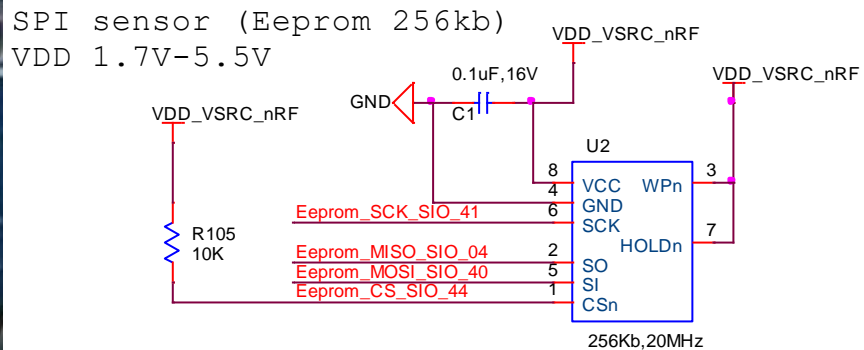 SPI sensor (Eeprom 256kb)
VDD 1.7V-5.5V
VDD_VSRC_nRF
0.1uF,16V
VDD_VSRC_nRF
GND
C1
VDD_VSRC_nRF
U2
8
VCC
WPn
3
4
GND
Eeprom_SCK_SIO_41
6
SCK
R105
10K
HOLDn
7
Eeprom_MISO_SIO_04
2
SO
Eeprom_MOSI_SIO_40
5
SI
Eeprom_CS_SIO_44
1
CSn
256Kb,20MHz